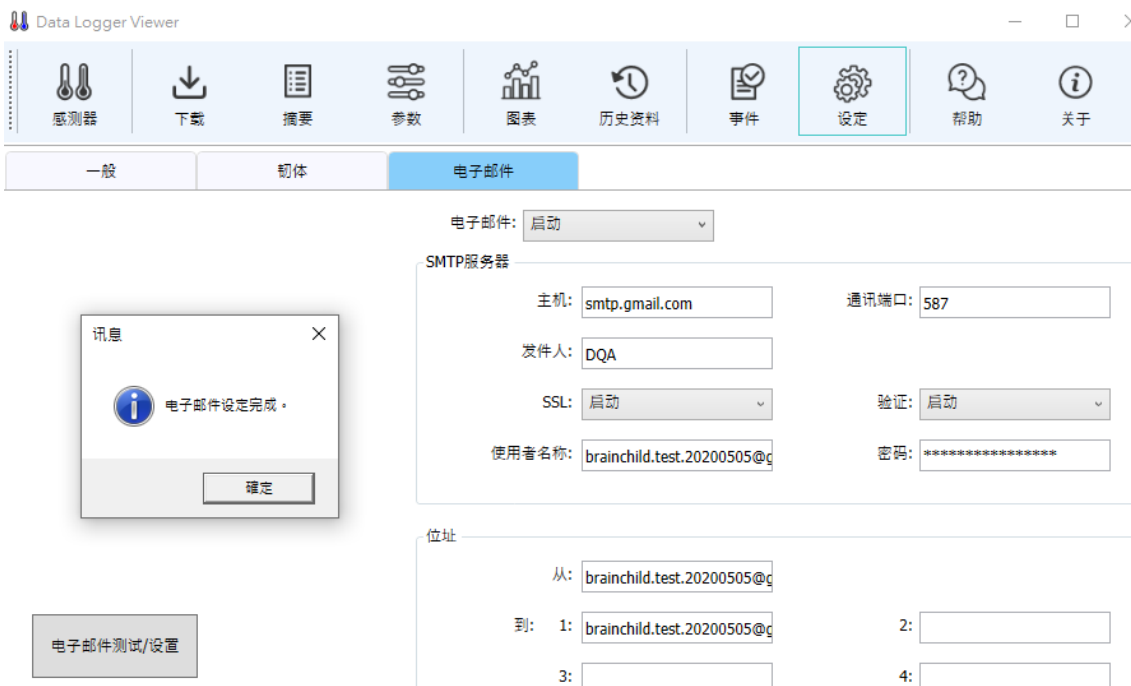 Data Logger Viewer
感测器 下载 摘要 参数 图表 历史资料 事件 设定 帮助 关于
一般 韧体 电子邮件
电子邮件: 启动
SMTP服务器
主机: smtp.gmail.com 通讯端口: 587
发件人: DQA
SSL: 启动 验证: 启动
使用者名称: brainchild.test.20200505@g 密码: ****************
讯息
电子邮件设定完成。
確定
位址
从: brainchild.test.20200505@g
到: 1: brainchild.test.20200505@g 2:
3: 4:
电子邮件测试/设置